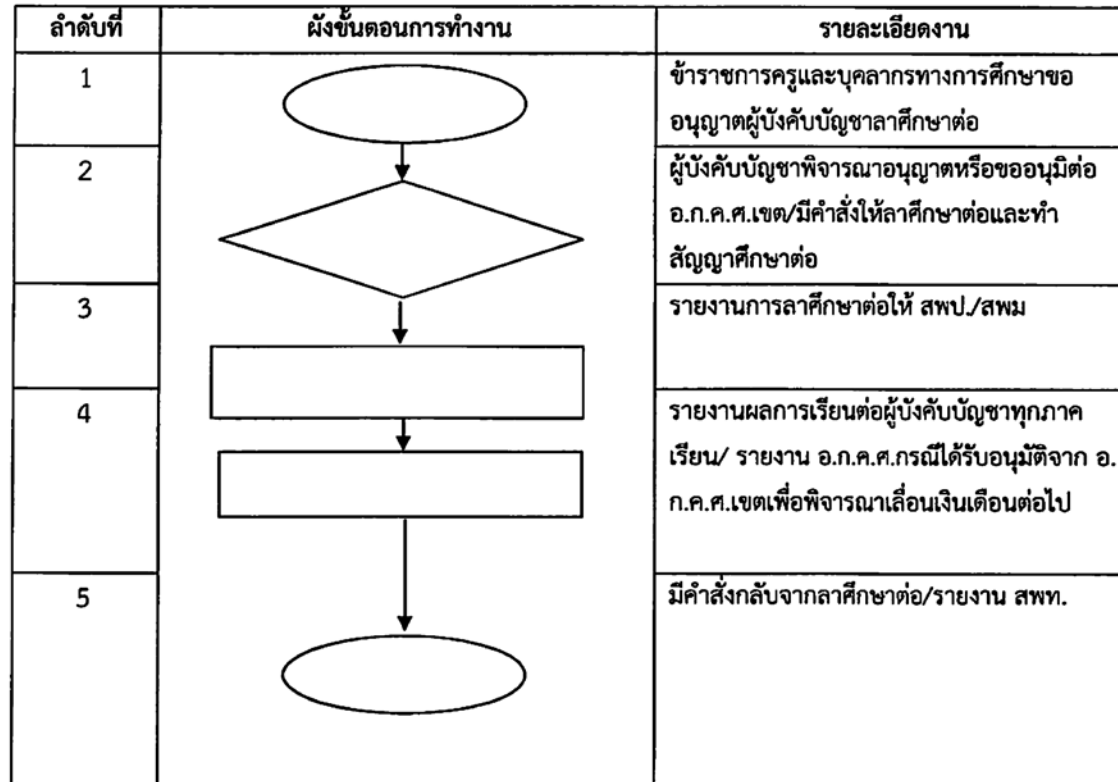 ลำดับที่ ผังขั้นตอนการทำงาน รายละเอียดงาน
1 ข้าราชการครูและบุคลากรทางการศึกษาขอ
อนุญาตผู้บังคับบัญชาลาศึกษาต่อ
2 ผู้บังคับบัญชาพิจารณาอนุญาตหรือขออนุมิต่อ
อ.ก.ค.ศ.เขต/มีคำสั่งให้ลาศึกษาต่อและทำ
สัญญาศึกษาต่อ
3 รายงานการลาศึกษาต่อให้ สพป./สพม
4 รายงานผลการเรียนต่อผู้บังคับบัญชาทุกภาค
เรียน/ รายงาน อ.ก.ค.ศ.กรณีได้รับอนุมัติจาก อ.
ก.ค.ศ.เขตเพื่อพิจารณาเลื่อนเงินเดือนต่อไป
5 มีคำสั่งกลับจากลาศึกษาต่อ/รายงาน สพท.